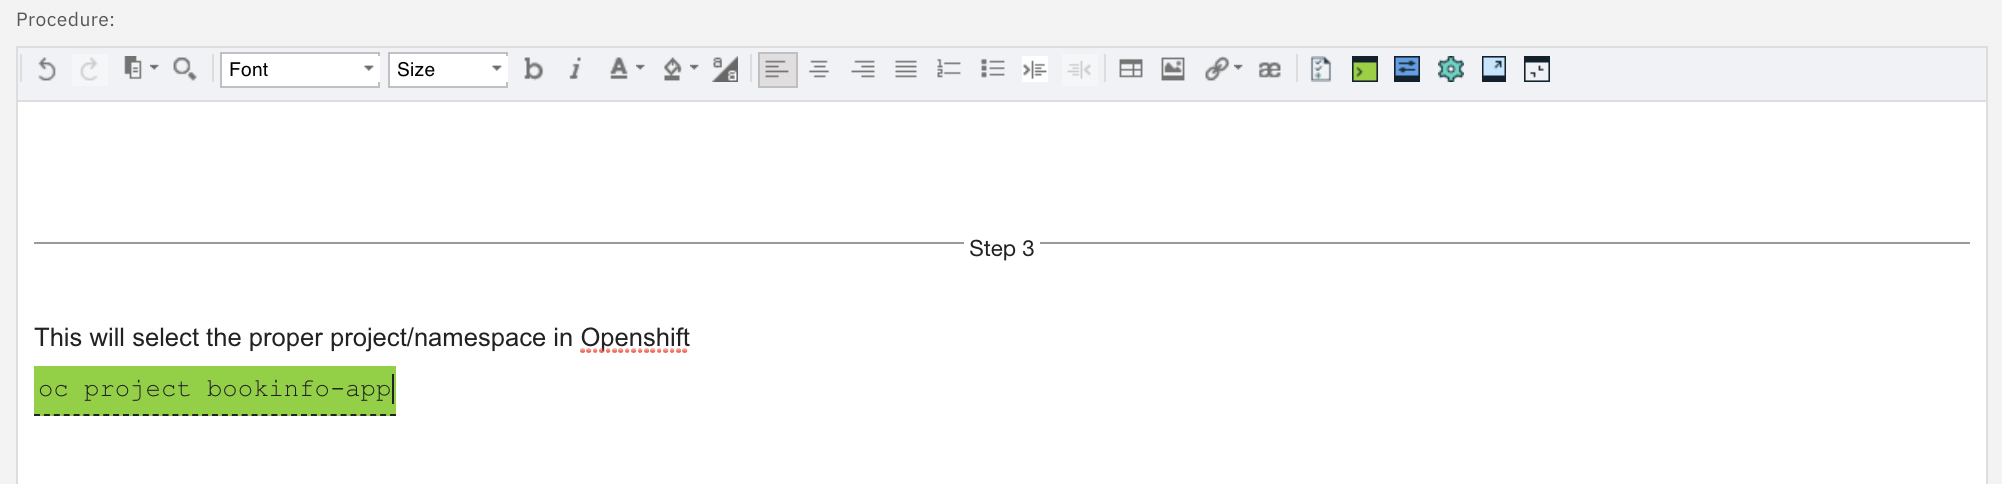 Procedure:
Font Size b i A a a æ
Step 3
This will select the proper project/namespace in Openshift
oc project bookinfo-app